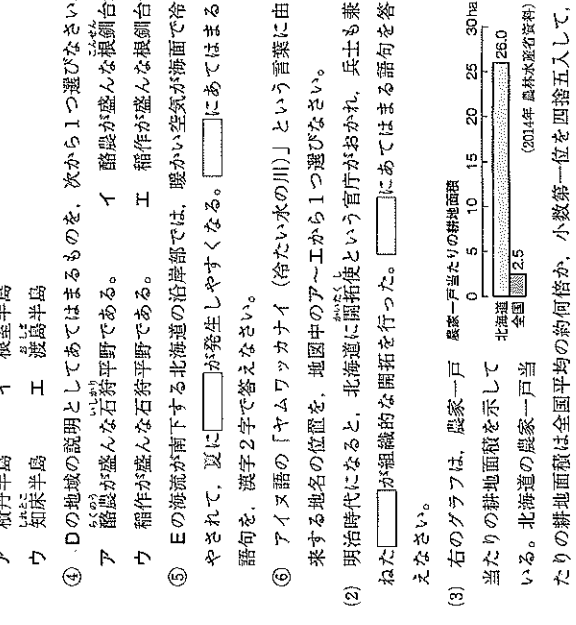 ア 積丹半島 イ 根室半島
ウ 知床半島 エ 渡島半島
④ Dの地域の説明としてあてはまるものを，次から1つ選びなさい。
ア 酪農が盛んな石狩平野である。 イ 酪農が盛んな根釧台
ウ 稲作が盛んな石狩平野である。 エ 稲作が盛んな根釧台
⑤ Eの海流が南下する北海道の沿岸部では，暖かい空気が海面で冷
やされて，夏に　　が発生しやすくなる。　　にあてはまる
語句を，漢字2字で答えなさい。
⑥ アイヌ語の「ヤムワッカナイ（冷たい水の川）」という言葉に由
来する地名の位置を，地図中のア～エから1つ選びなさい。
(2) 明治時代になると，北海道に開拓使という官庁がおかれ，兵士も兼
ねた　　が組織的な開拓を行った。　　にあてはまる語句を答
えなさい。
(3) 右のグラフは，農家一戸
当たりの耕地面積を示して
いる。北海道の農家一戸当
たりの耕地面積は全国平均の約何倍か，小数第一位を四捨五入して，
農家一戸当たりの耕地面積
0 5 10 15 20 25 30ha
北海道 26.0
全国 2.5
(2014年 農林水産省資料)